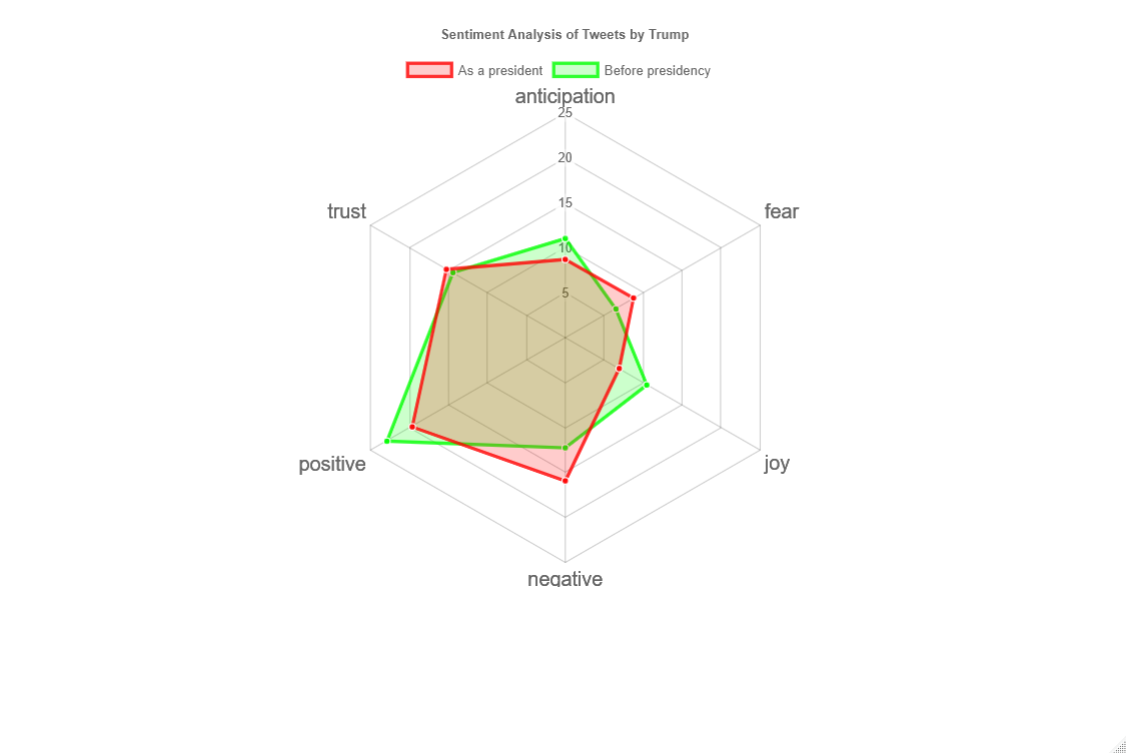 Sentiment Analysis of Tweets by Trump
As a president
Before presidency
anticipation
25
20
15
10
5
trust
fear
positive
joy
negative